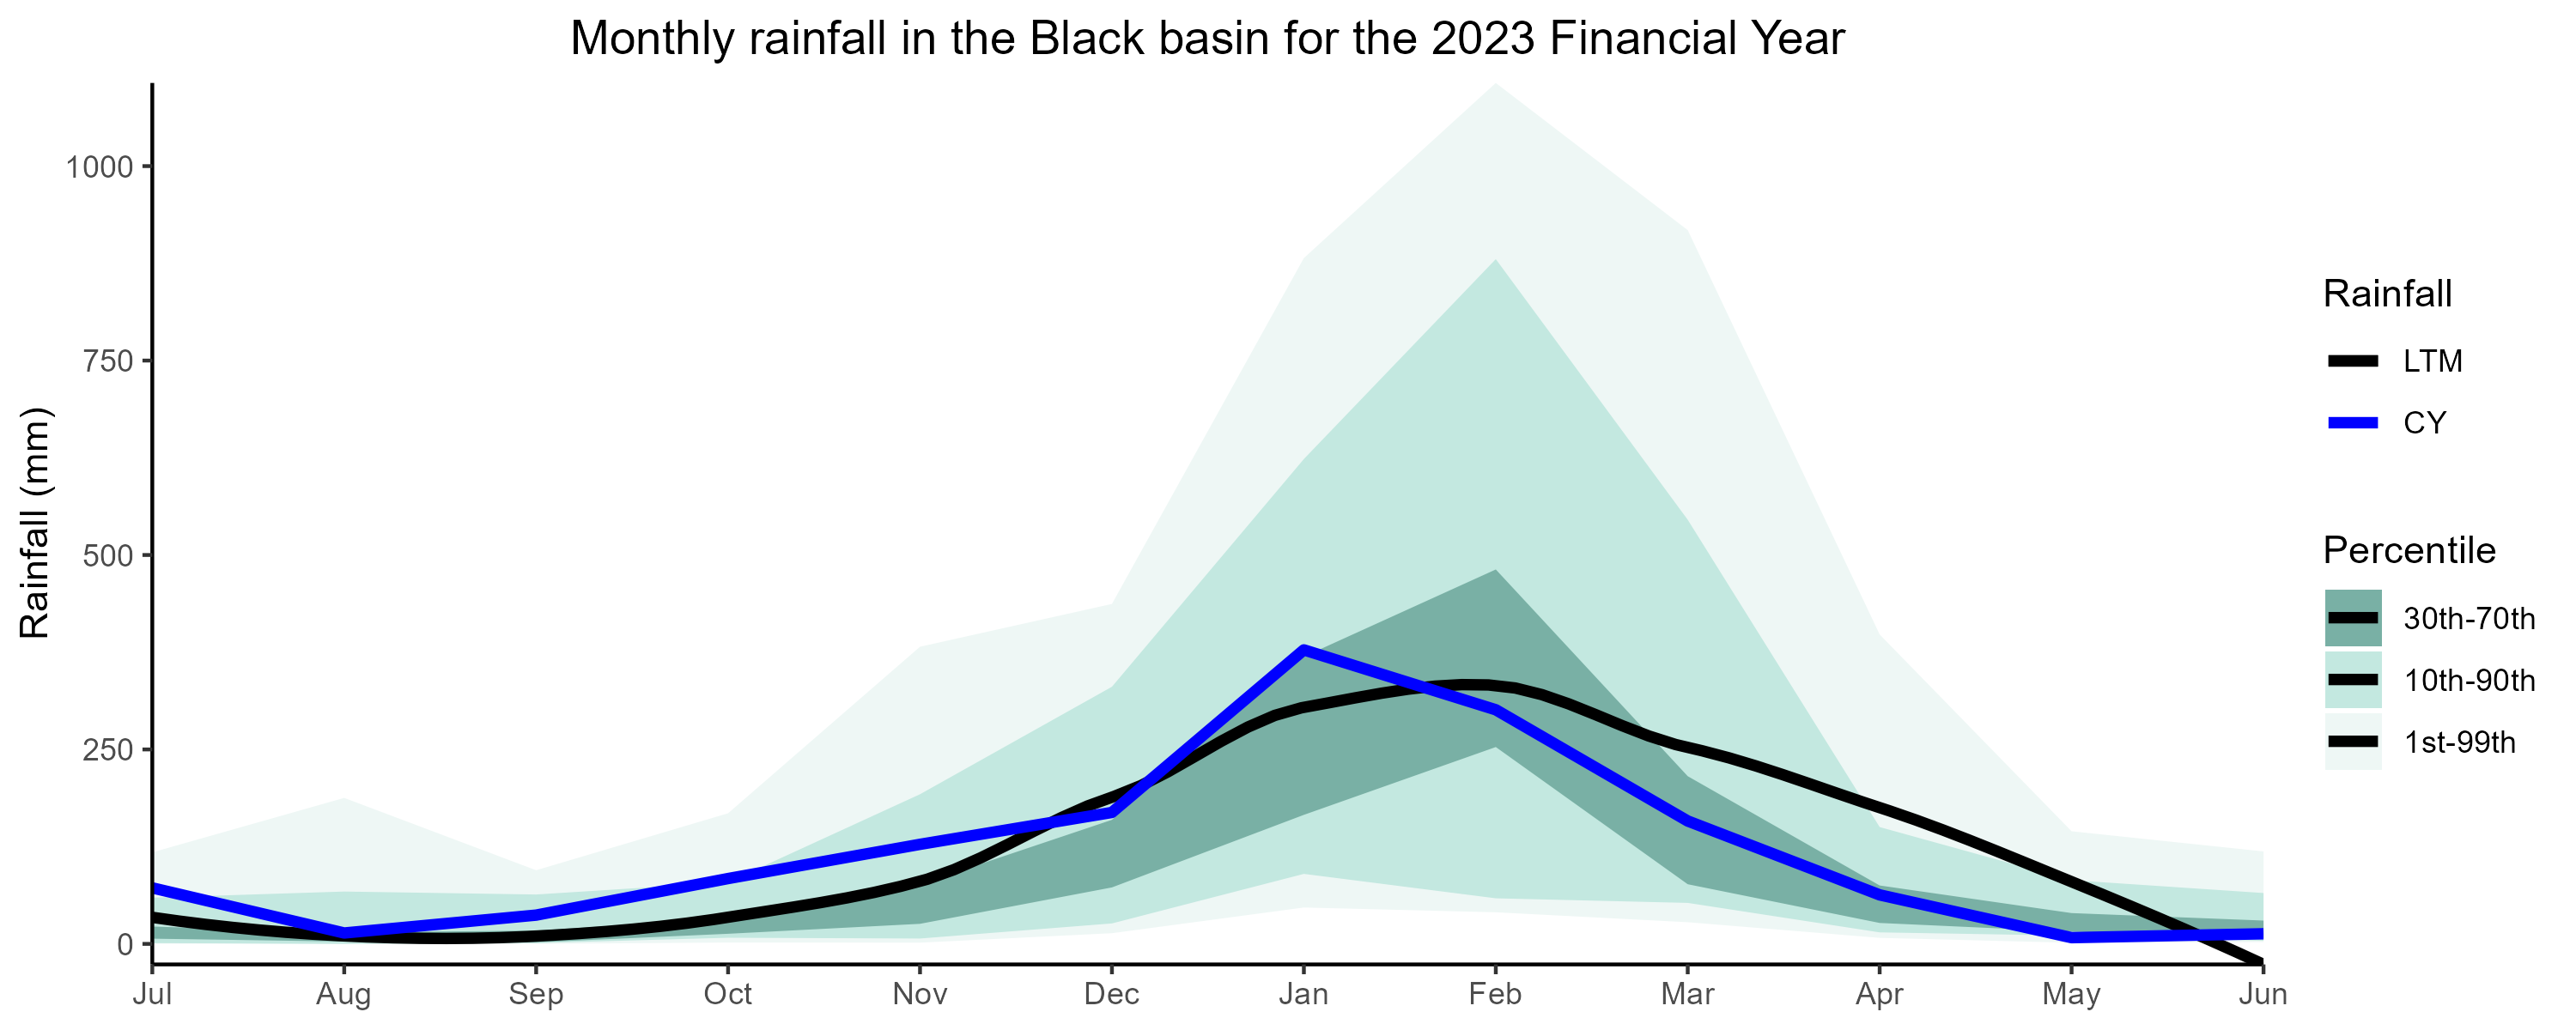 Monthly rainfall in the Black basin for the 2023 Financial Year
Rainfall (mm)
1000
750
500
250
0
Jul Aug Sep Oct Nov Dec Jan Feb Mar Apr May Jun
Rainfall
LTM
CY
Percentile
30th-70th
10th-90th
1st-99th